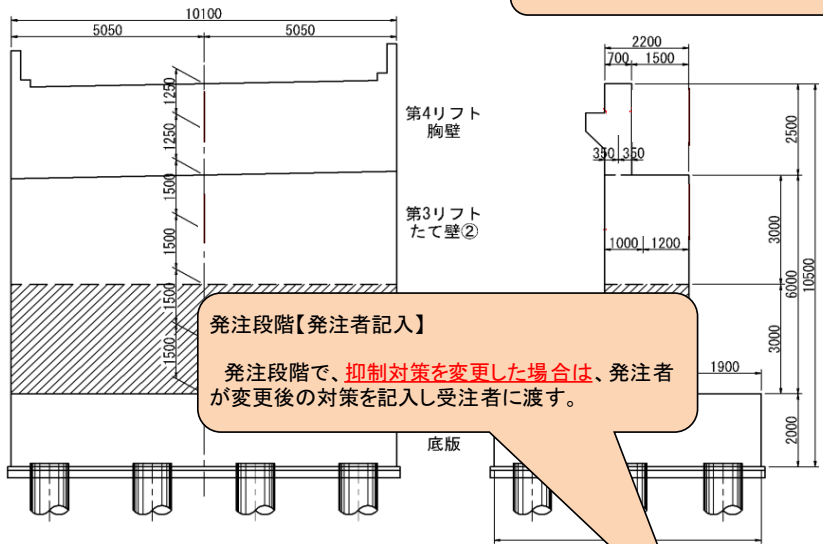 10100
5050
5050
1250
1250
1500
1500
1500
1500
第4リフト
胸壁
第3リフト
たて壁②
底版
2200
700
1500
350
350
1000
1200
2500
3000
3000
6000
10500
1900
2000
発注段階【発注者記入】
発注段階で、抑制対策を変更した場合は、発注者
が変更後の対策を記入し受注者に渡す。